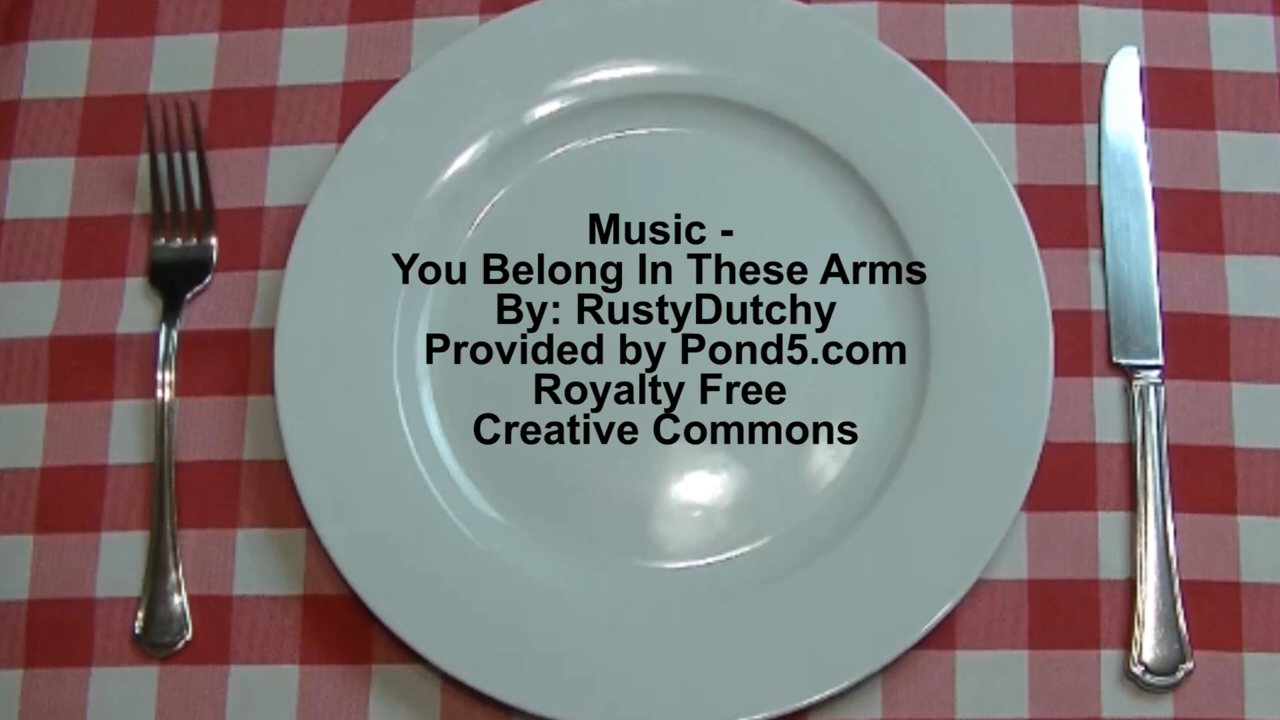 Music -
You Belong In These Arms
By: RustyDutchy
Provided by Pond5.com
Royalty Free
Creative Commons